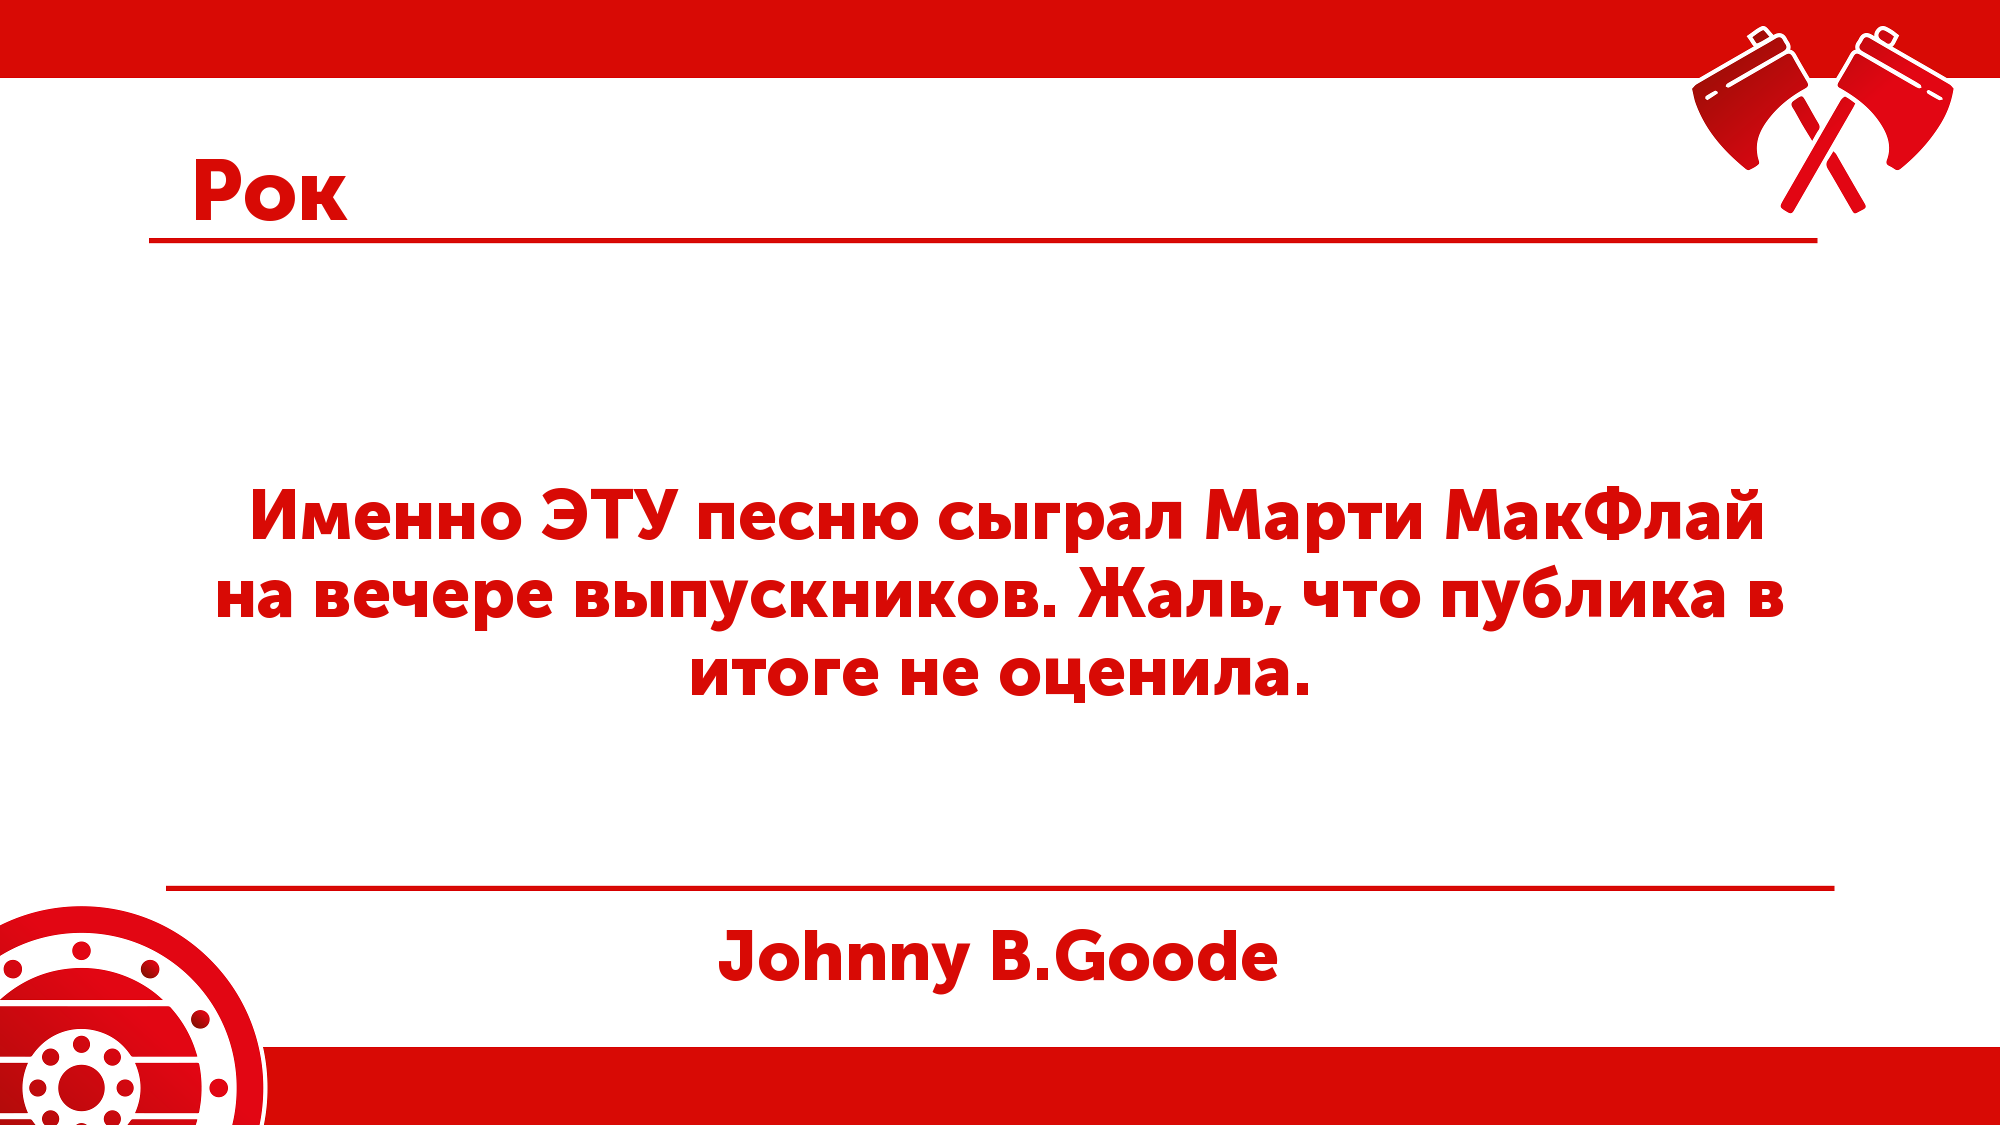 Рок
Именно ЭТУ песню сыграл Марти МакФлай
на вечере выпускников. Жаль, что публика в
итоге не оценила.
Johnny B.Goode